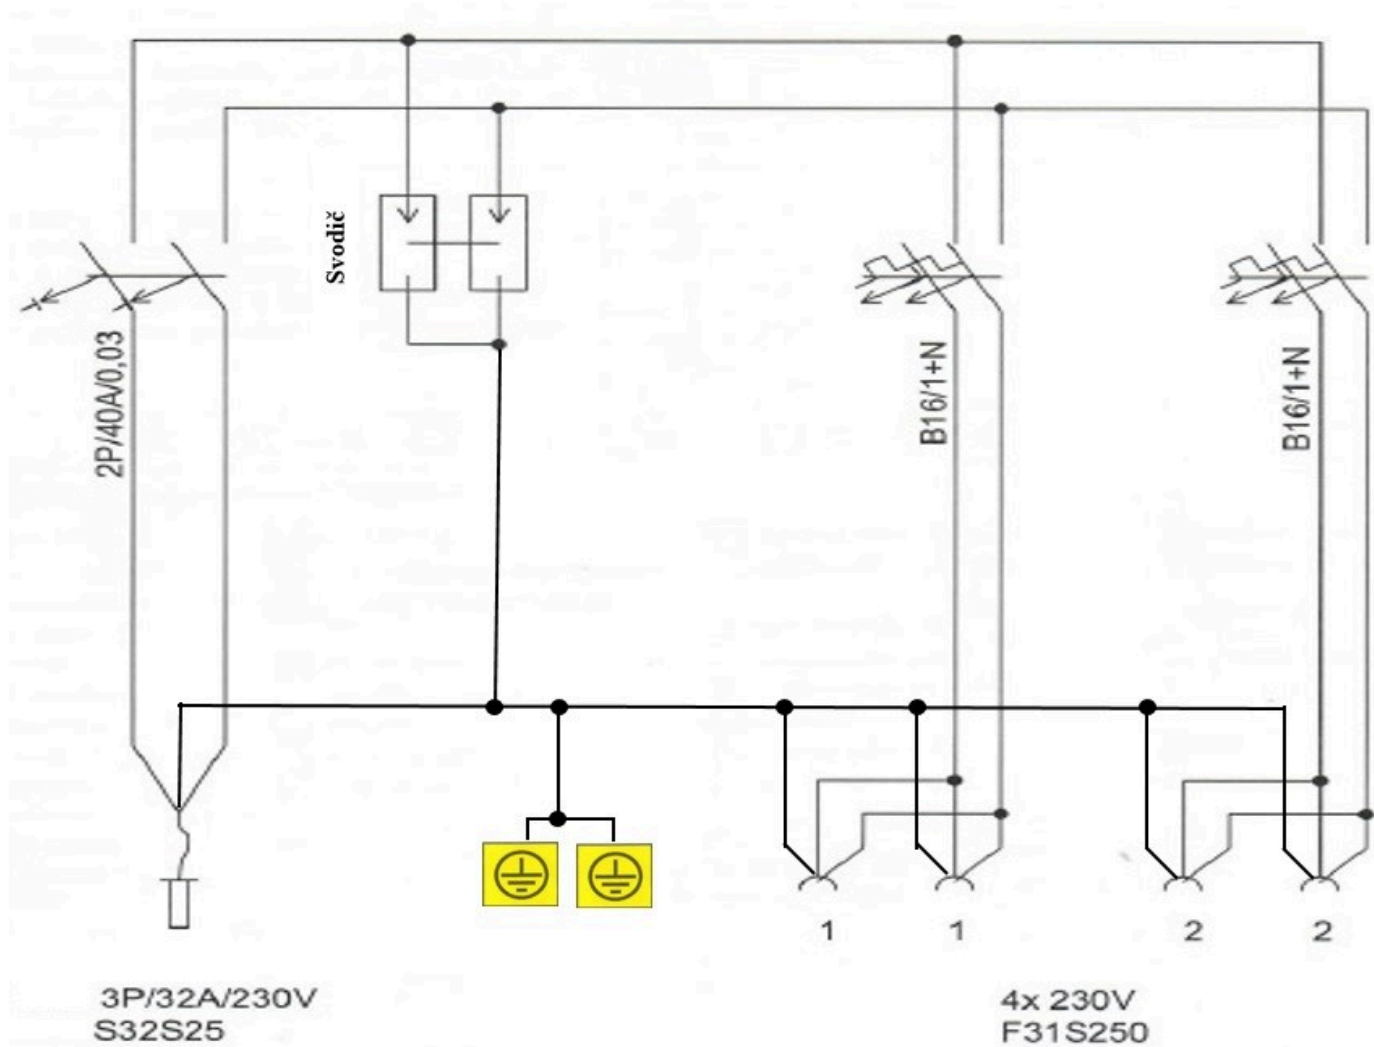 Svodič
2P/40A/0,03
B16/1+N
B16/1+N
1
1
2
2
3P/32A/230V
S32S25
4x 230V
F31S250